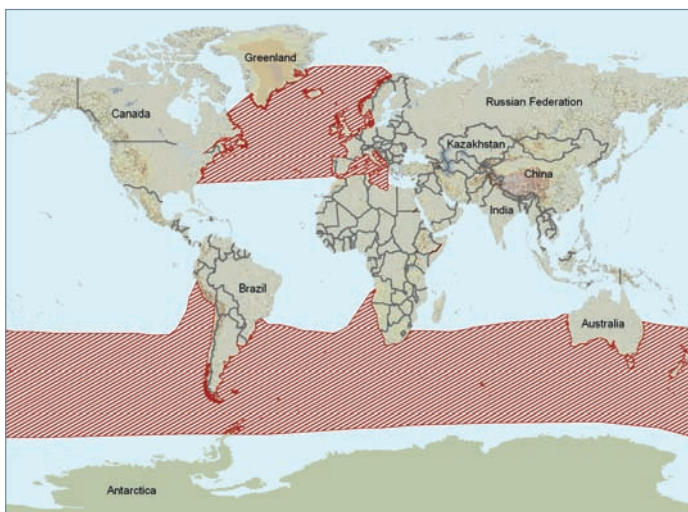 Greenland
Canada
Russian Federation
Kazakhstan
China
India
Brazil
Australia
Antarctica